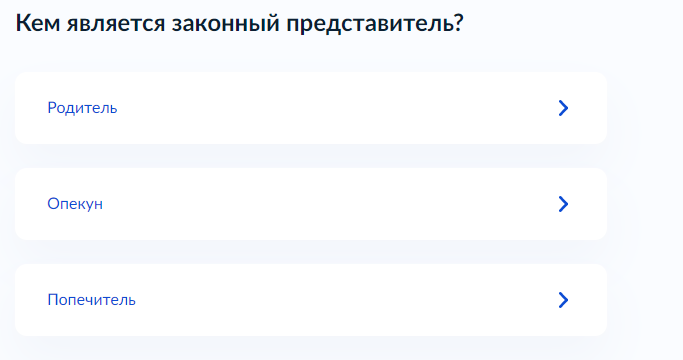 Кем является законный представитель?
Родитель
Опекун
Попечитель